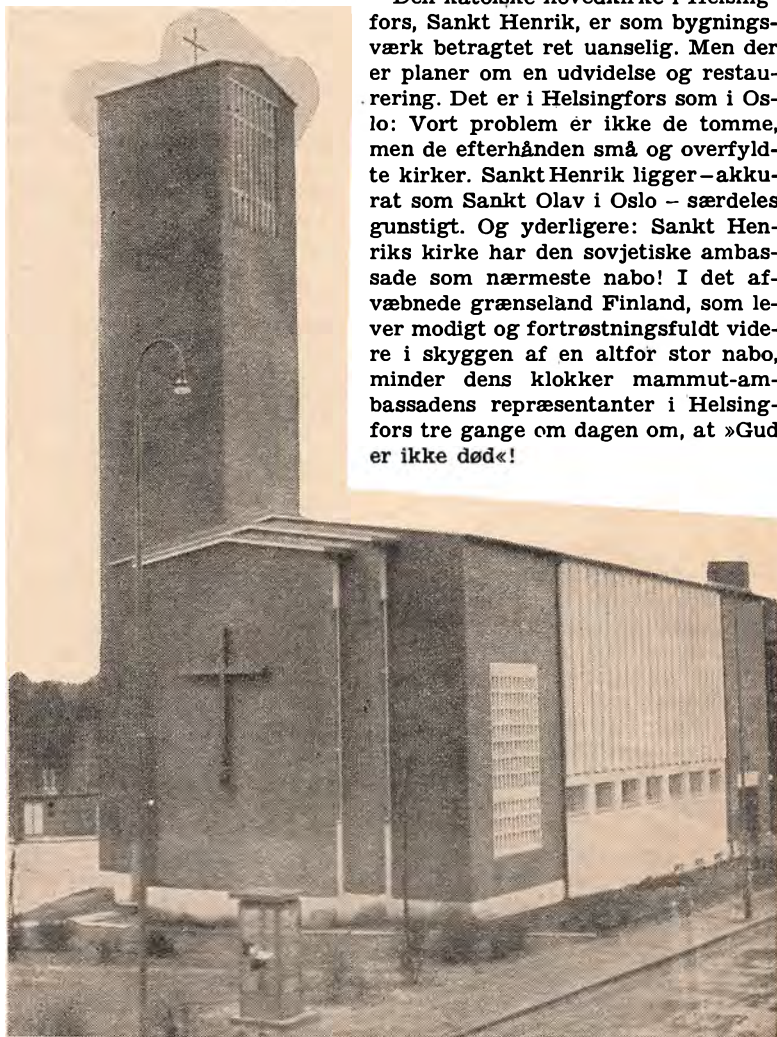 Den katolske hovedkirke i Helsing-
fors, Sankt Henrik, er som bygnings-
værk betragtet ret uanselig. Men der
er planer om en udvidelse og restau-
rering. Det er i Helsingfors som i Os-
lo: Vort problem er ikke de tomme,
men de efterhånden små og overfyld-
te kirker. Sankt Henrik ligger – akku-
rat som Sankt Olav i Oslo – særdeles
gunstigt. Og yderligere: Sankt Hen-
riks kirke har den sovjetiske ambas-
sade som nærmeste nabo! I det af-
væbnede grænseland Finland, som le-
ver modigt og fortrøstningsfuldt vide-
re i skyggen af en altfor stor nabo,
minder dens klokker mammut-am-
bassadens repræsentanter i Helsing-
fors tre gange om dagen om, at »Gud
er ikke død«!